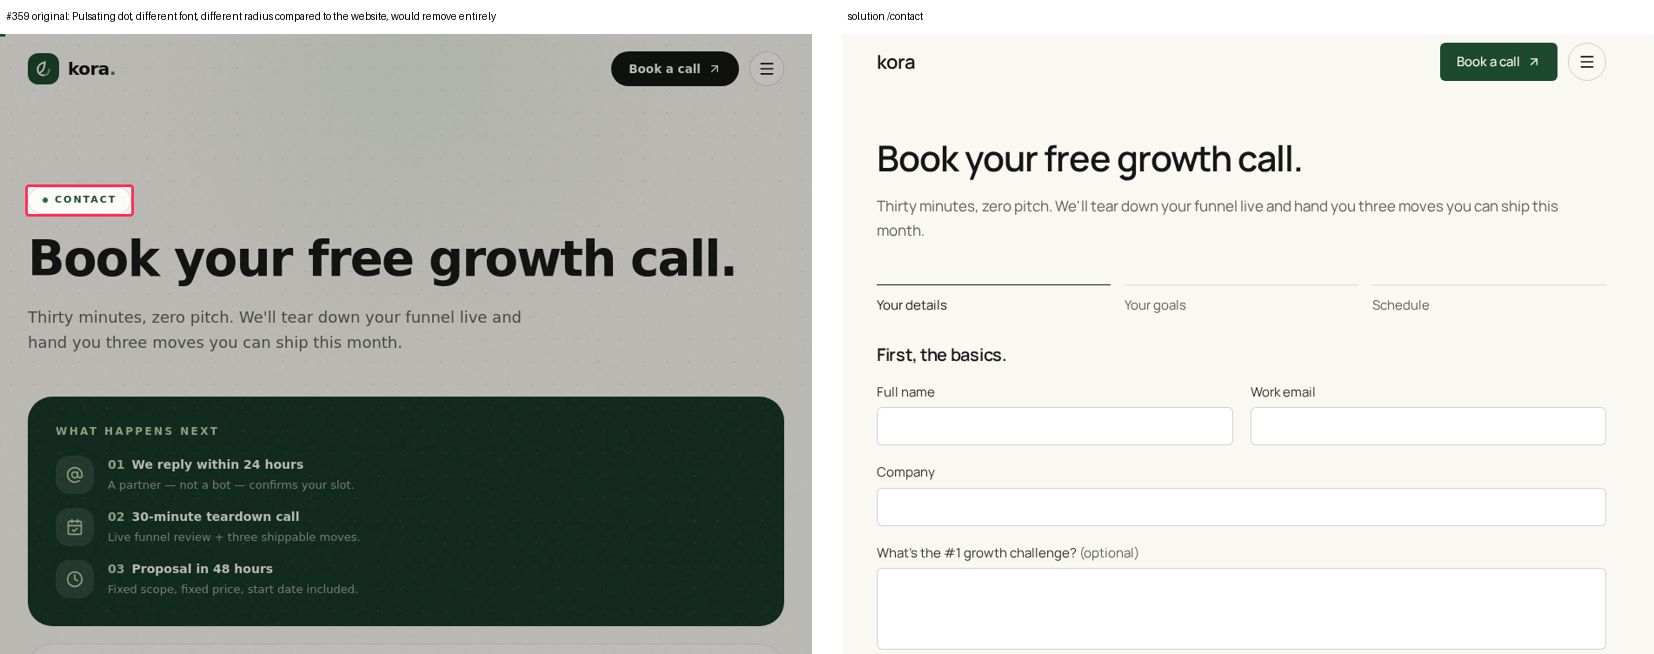 #359 original: Pulsating dot, different font, different radius compared to the website, would remove entirely
kora.
Book a call
CONTACT
Book your free growth call.
Thirty minutes, zero pitch. We'll tear down your funnel live and
hand you three moves you can ship this month.
WHAT HAPPENS NEXT
01 We reply within 24 hours
A partner — not a bot — confirms your slot.
02 30-minute teardown call
Live funnel review + three shippable moves.
03 Proposal in 48 hours
Fixed scope, fixed price, start date included.
solution /contact
kora
Book a call
Book your free growth call.
Thirty minutes, zero pitch. We'll tear down your funnel live and hand you three moves you can ship this
month.
Your details
Your goals
Schedule
First, the basics.
Full name
Work email
Company
What's the #1 growth challenge? (optional)